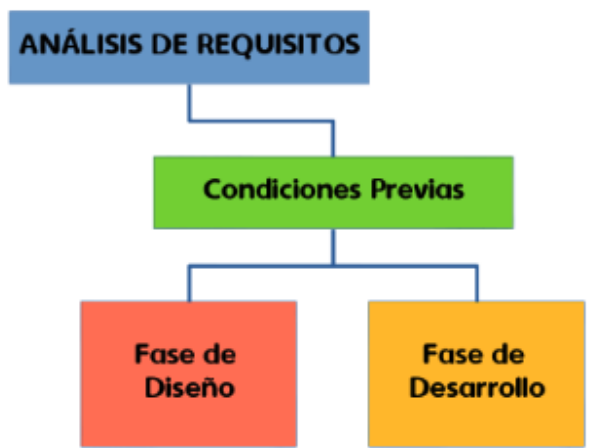 ANÁLISIS DE REQUISITOS
Condiciones Previas
Fase de
Diseño
Fase de
Desarrollo